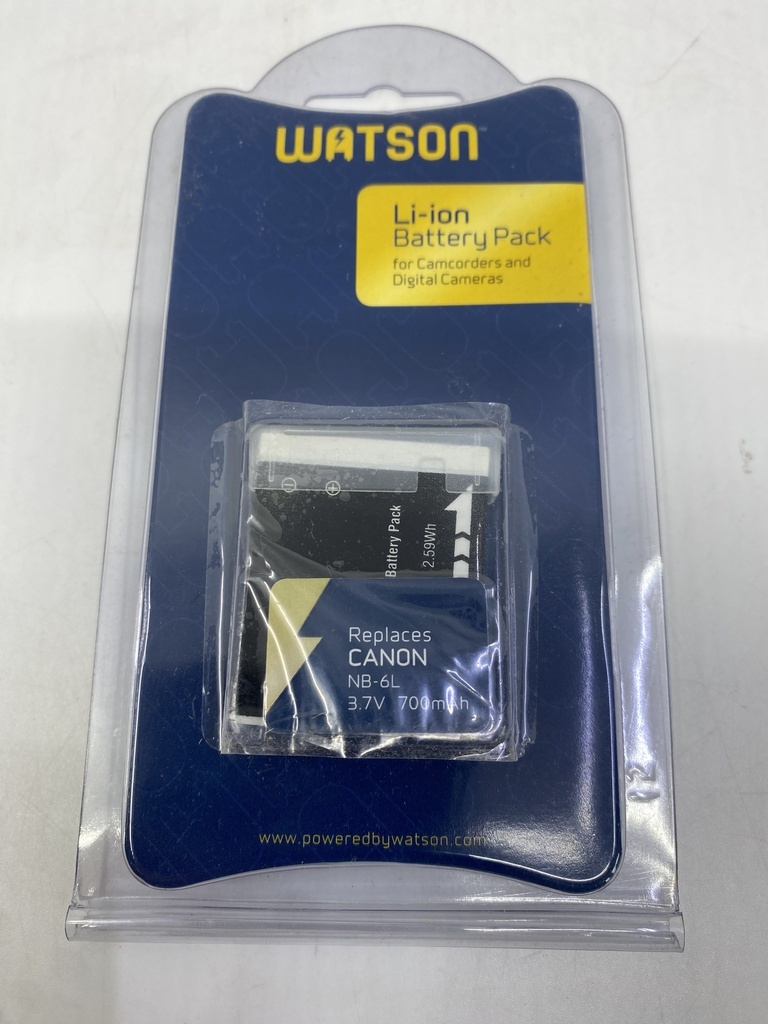 WATSON
Li-ion
Battery Pack
for Camcorders and
Digital Cameras
Battery Pack
2.59Wh
Replaces
CANON
NB-6L
3.7V 700mAh
www.poweredbywatson.com
12